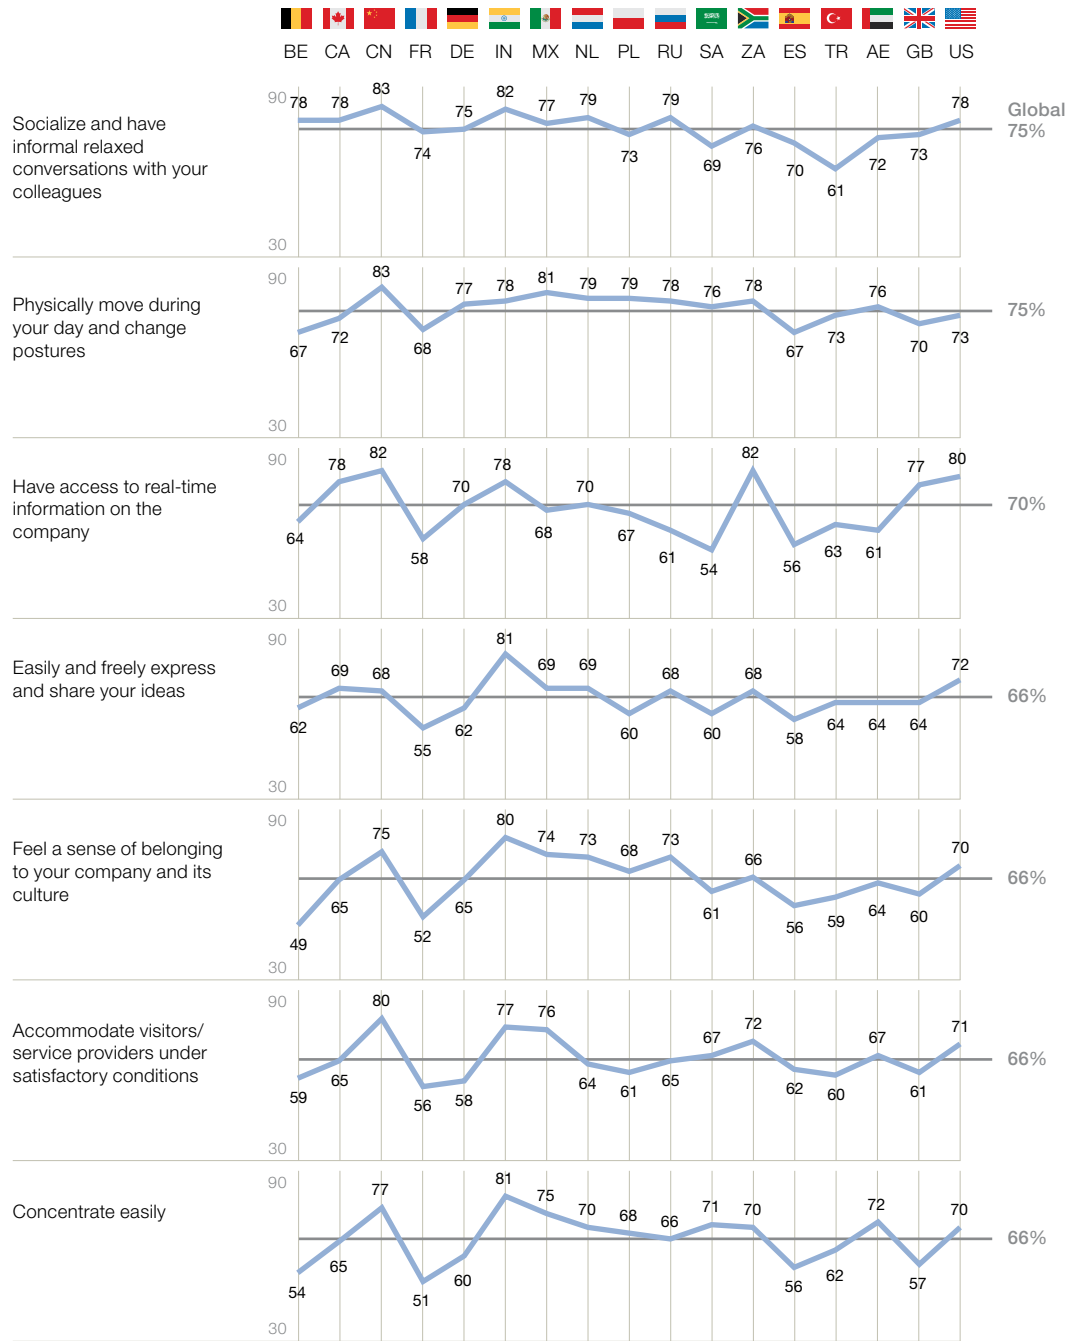 BE CA CN FR DE IN MX NL PL RU SA ZA ES TR AE GB US
Socialize and have
informal relaxed
conversations with your
colleagues
90
30
78 78 83 74 75 82 77 79 73 79 69 76 70 61 72 73 78
Global
75%
Physically move during
your day and change
postures
90
30
67 72 83 68 77 78 81 79 79 78 76 78 67 73 76 70 73
75%
Have access to real-time
information on the
company
90
30
64 78 82 58 70 78 68 70 67 61 54 82 56 63 61 77 80
70%
Easily and freely express
and share your ideas
90
30
62 69 68 55 62 81 69 69 60 68 60 68 58 64 64 64 72
66%
Feel a sense of belonging
to your company and its
culture
90
30
49 65 75 52 65 80 74 73 68 73 61 66 56 59 64 60 70
66%
Accommodate visitors/
service providers under
satisfactory conditions
90
30
59 65 80 56 58 77 76 64 61 65 67 72 62 60 67 61 71
66%
Concentrate easily
90
30
54 65 77 51 60 81 75 70 68 66 71 70 56 62 72 57 70
66%